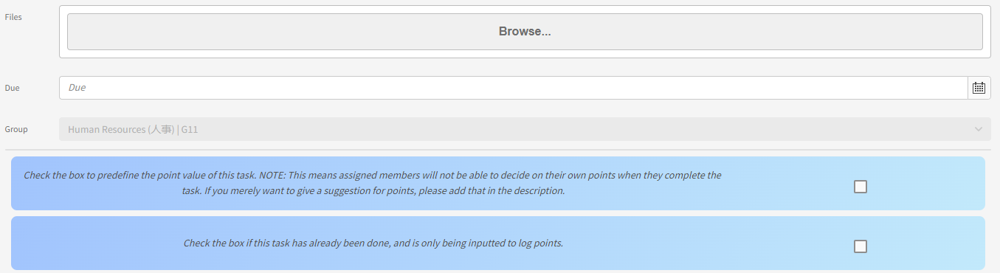 Files
Browse...
Due
Due
Group
Human Resources (人事) | G11
Check the box to predefine the point value of this task. NOTE: This means assigned members will not be able to decide on their own points when they complete the
task. If you merely want to give a suggestion for points, please add that in the description.
Check the box if this task has already been done, and is only being inputted to log points.